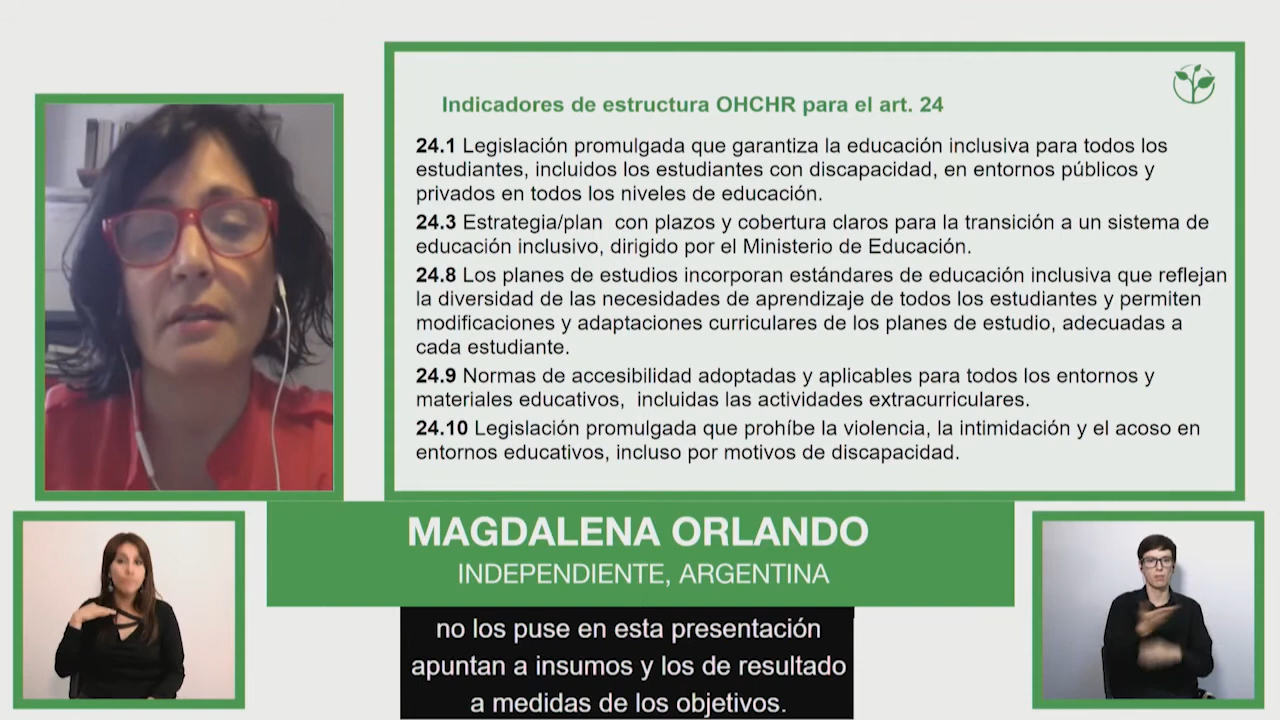 Indicadores de estructura OHCHR para el art. 24
24.1 Legislación promulgada que garantiza la educación inclusiva para todos los
estudiantes, incluidos los estudiantes con discapacidad, en entornos públicos y
privados en todos los niveles de educación.
24.3 Estrategia/plan con plazos y cobertura claros para la transición a un sistema de
educación inclusivo, dirigido por el Ministerio de Educación.
24.8 Los planes de estudios incorporan estándares de educación inclusiva que reflejan
la diversidad de las necesidades de aprendizaje de todos los estudiantes y permiten
modificaciones y adaptaciones curriculares de los planes de estudio, adecuadas a
cada estudiante.
24.9 Normas de accesibilidad adoptadas y aplicables para todos los entornos y
materiales educativos, incluidas las actividades extracurriculares.
24.10 Legislación promulgada que prohíbe la violencia, la intimidación y el acoso en
entornos educativos, incluso por motivos de discapacidad.
MAGDALENA ORLANDO
INDEPENDIENTE, ARGENTINA
no los puse en esta presentación
apuntan a insumos y los de resultado
a medidas de los objetivos.